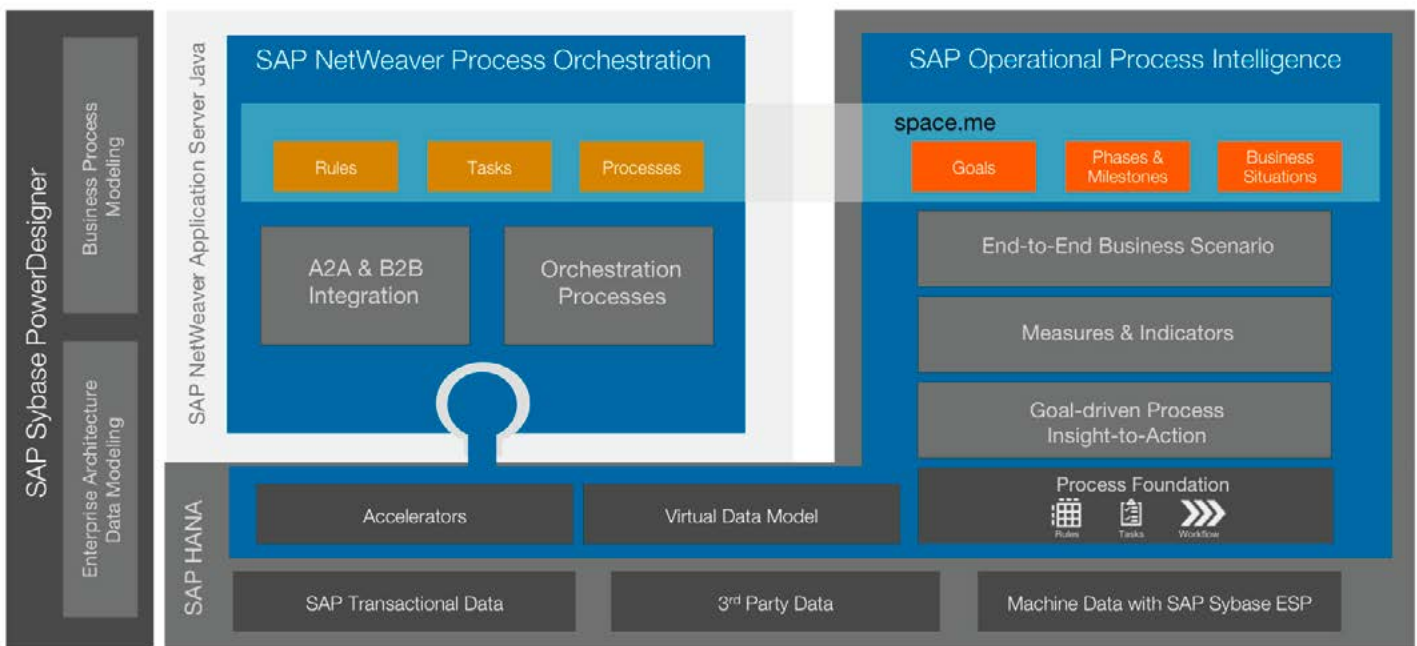 SAP Sybase PowerDesigner
Business Process
Modeling
Enterprise Architecture
Data Modeling
SAP NetWeaver Application Server Java
SAP NetWeaver Process Orchestration
Rules
Tasks
Processes
A2A & B2B
Integration
Orchestration
Processes
SAP Operational Process Intelligence
space.me
Goals
Phases &
Milestones
Business
Situations
End-to-End Business Scenario
Measures & Indicators
Goal-driven Process
Insight-to-Action
Process Foundation
Rules
Tasks
Workflow
SAP HANA
Accelerators
Virtual Data Model
SAP Transactional Data
3rd Party Data
Machine Data with SAP Sybase ESP